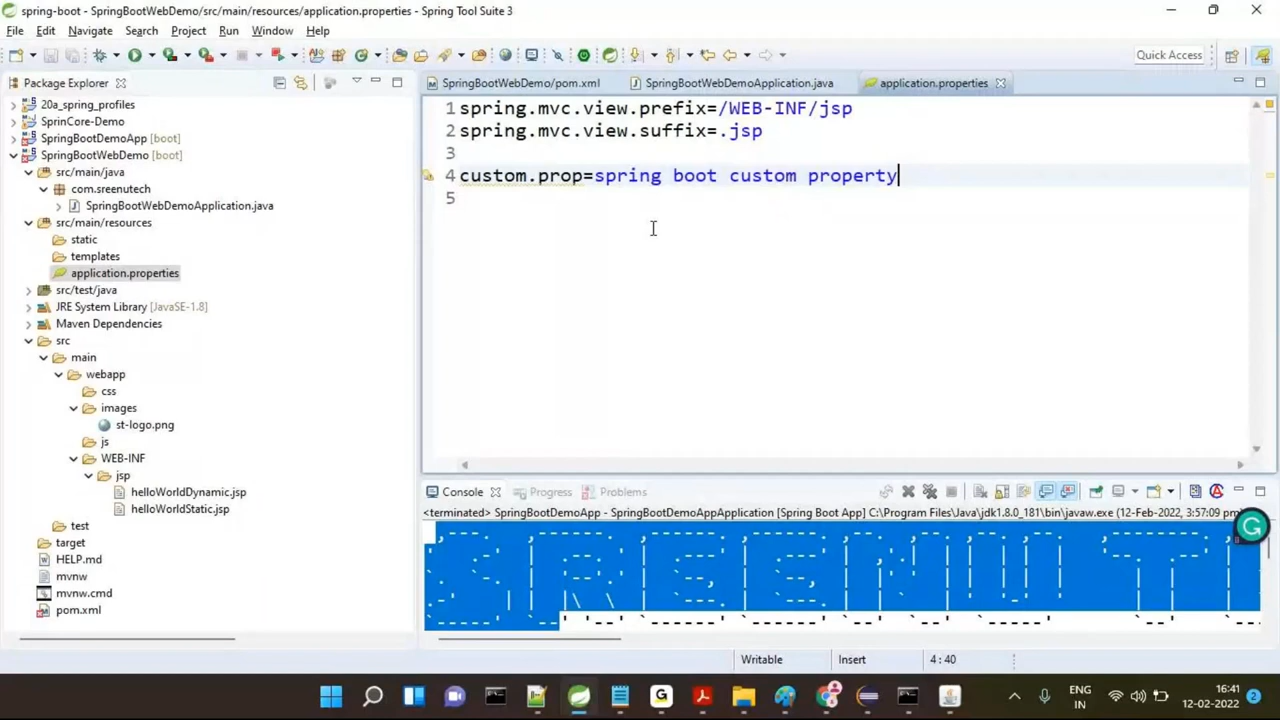 spring-boot - SpringBootWebDemo/src/main/resources/application.properties - Spring Tool Suite 3
File Edit Navigate Search Project Run Window Help
Quick Access
Package Explorer
20a_spring_profiles
SprinCore-Demo
SpringBootDemoApp [boot]
SpringBootWebDemo [boot]
src/main/java
com.sreenutech
SpringBootWebDemoApplication.java
src/main/resources
static
templates
application.properties
src/test/java
JRE System Library [JavaSE-1.8]
Maven Dependencies
src
main
webapp
css
images
st-logo.png
js
WEB-INF
jsp
helloWorldDynamic.jsp
helloWorldStatic.jsp
test
target
HELP.md
mvnw
mvnw.cmd
pom.xml
SpringBootWebDemo/pom.xml SpringBootWebDemoApplication.java application.properties
1 spring.mvc.view.prefix=/WEB-INF/jsp
2 spring.mvc.view.suffix=.jsp
3
4 custom.prop=spring boot custom property
5
Console Progress Problems
<terminated> SpringBootDemoApp - SpringBootDemoAppApplication [Spring Boot App] C:\Program Files\Java\jdk1.8.0_181\bin\javaw.exe (12-Feb-2022, 3:57:09 pm)
Writable Insert 4:40
ENG
IN
16:41
12-02-2022
2